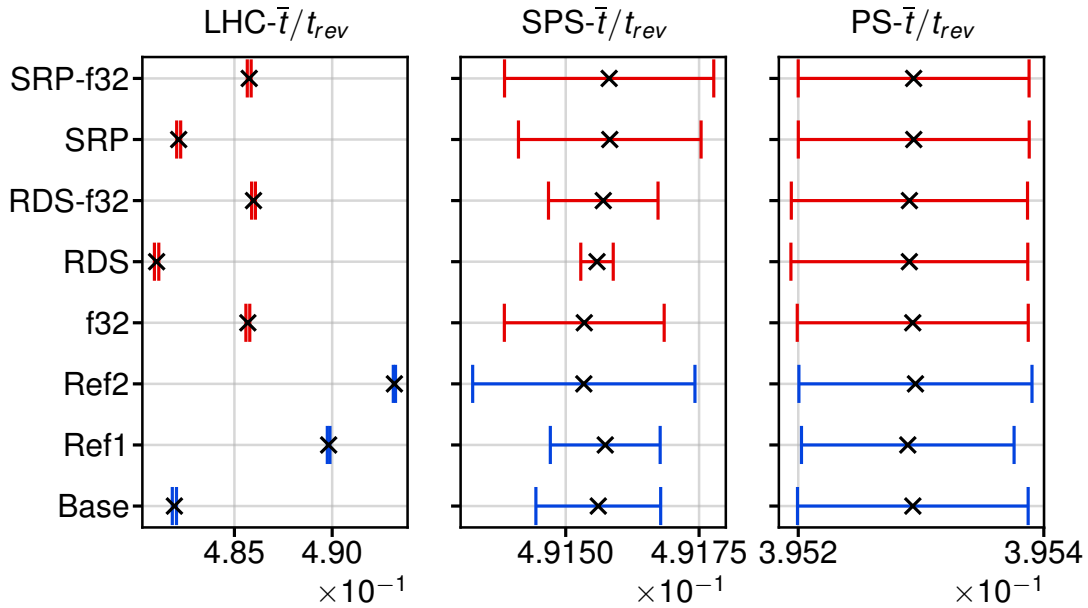 LHC-t̄/t_rev SPS-t̄/t_rev PS-t̄/t_rev
SRP-f32
SRP
RDS-f32
RDS
f32
Ref2
Ref1
Base
4.85 4.90 4.9150 4.9175 3.952 3.954
×10⁻¹ ×10⁻¹ ×10⁻¹